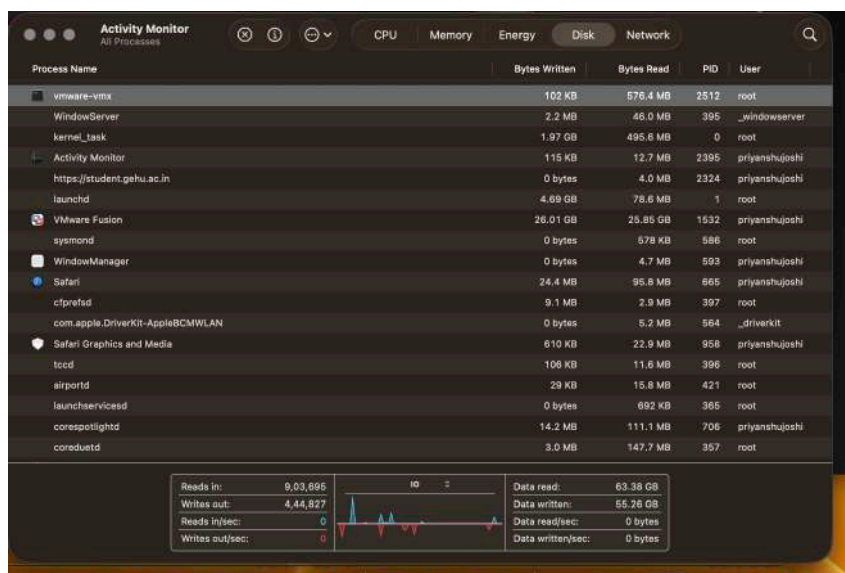 Activity Monitor
All Processes
CPU Memory Energy Disk Network
Process Name Bytes Written Bytes Read PID User
vmware-vmx 102 KB 576.4 MB 2512 root
WindowServer 2.2 MB 46.0 MB 395 _windowserver
kernel_task 1.97 GB 495.6 MB 0 root
Activity Monitor 115 KB 12.7 MB 2395 priyanshujoshi
https://student.gehu.ac.in 0 bytes 4.0 MB 2324 priyanshujoshi
launchd 4.69 GB 78.6 MB 1 root
VMware Fusion 26.01 GB 25.85 GB 1532 priyanshujoshi
sysmond 0 bytes 578 KB 586 root
WindowManager 0 bytes 4.7 MB 593 priyanshujoshi
Safari 24.4 MB 95.8 MB 665 priyanshujoshi
cfprefsd 9.1 MB 2.9 MB 397 root
com.apple.DriverKit-AppleBCMWLAN 0 bytes 5.2 MB 564 _driverkit
Safari Graphics and Media 610 KB 22.9 MB 958 priyanshujoshi
tccd 106 KB 11.6 MB 396 root
airportd 29 KB 15.8 MB 421 root
launchservicesd 0 bytes 692 KB 365 root
corespotlightd 14.2 MB 111.1 MB 706 priyanshujoshi
coreduetd 3.0 MB 147.7 MB 357 root
Reads in: 9,03,695 IO Data read: 63.38 GB
Writes out: 4,44,827 Data written: 55.26 GB
Reads in/sec: 0 Data read/sec: 0 bytes
Writes out/sec: 0 Data written/sec: 0 bytes